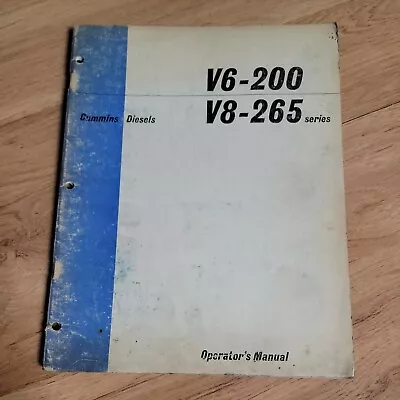 V6-200
Cummins Diesels V8-265 series
Operator's Manual